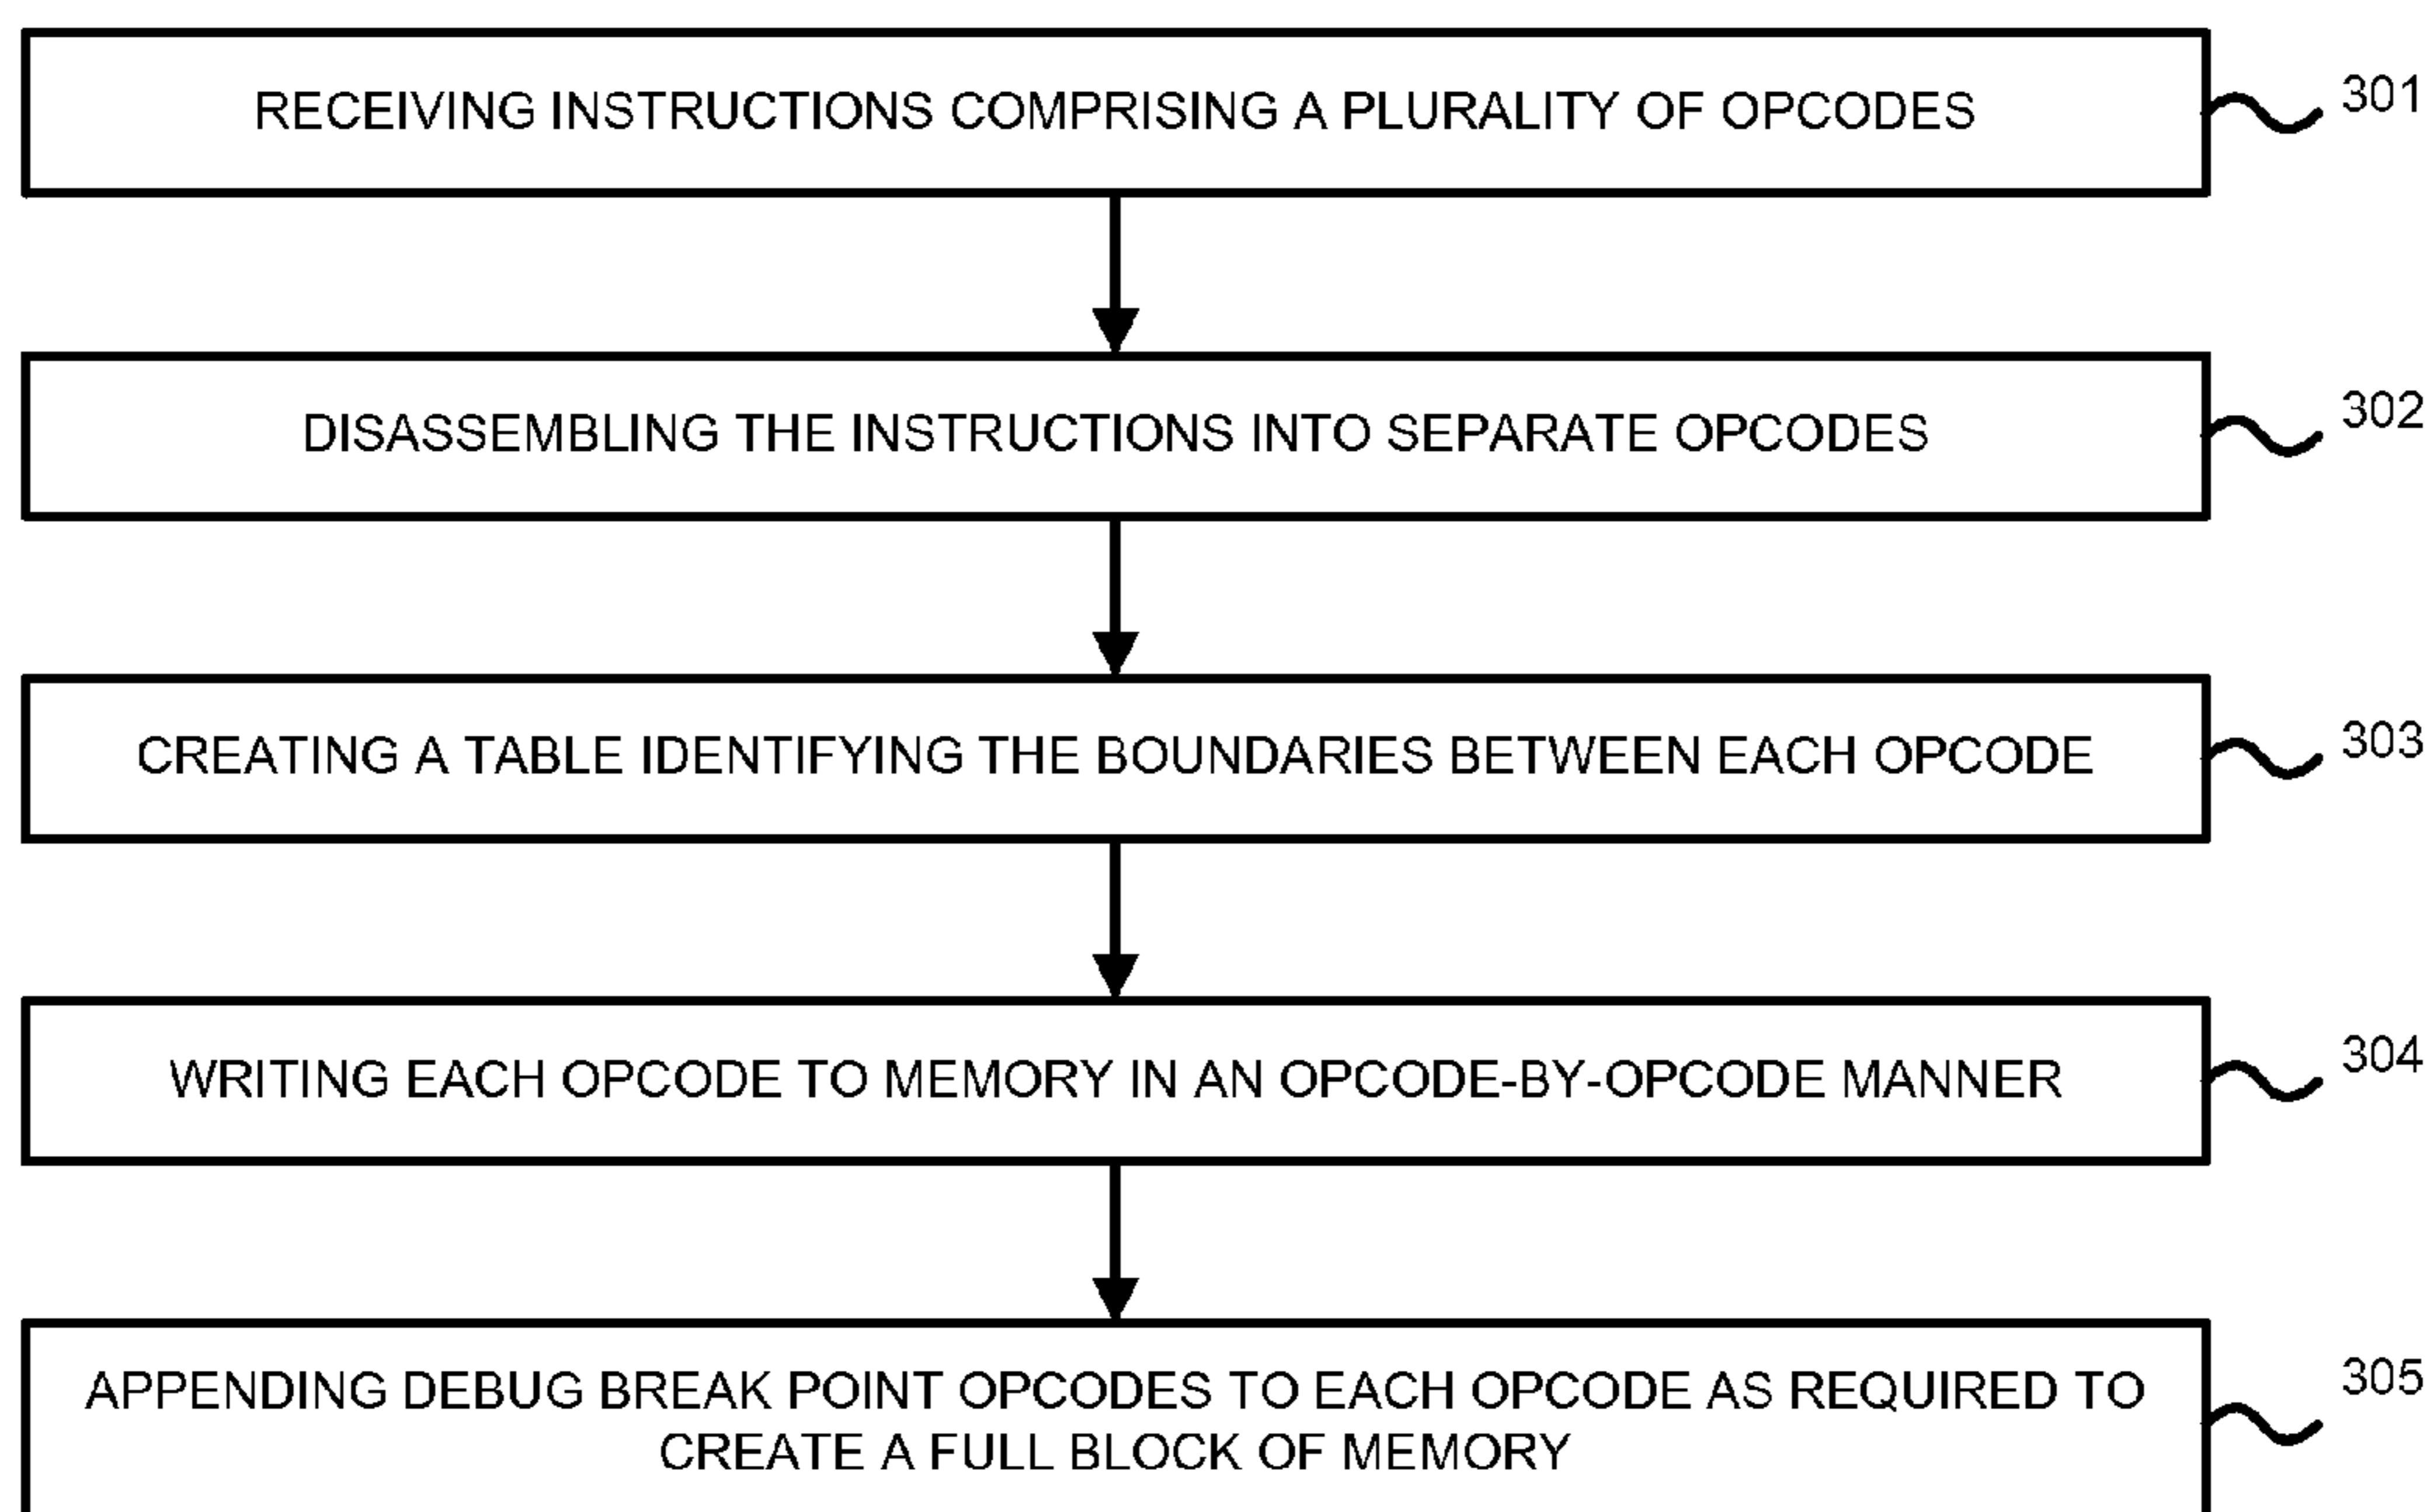 RECEIVING INSTRUCTIONS COMPRISING A PLURALITY OF OPCODES 301
DISASSEMBLING THE INSTRUCTIONS INTO SEPARATE OPCODES 302
CREATING A TABLE IDENTIFYING THE BOUNDARIES BETWEEN EACH OPCODE 303
WRITING EACH OPCODE TO MEMORY IN AN OPCODE-BY-OPCODE MANNER 304
APPENDING DEBUG BREAK POINT OPCODES TO EACH OPCODE AS REQUIRED TO 305
CREATE A FULL BLOCK OF MEMORY